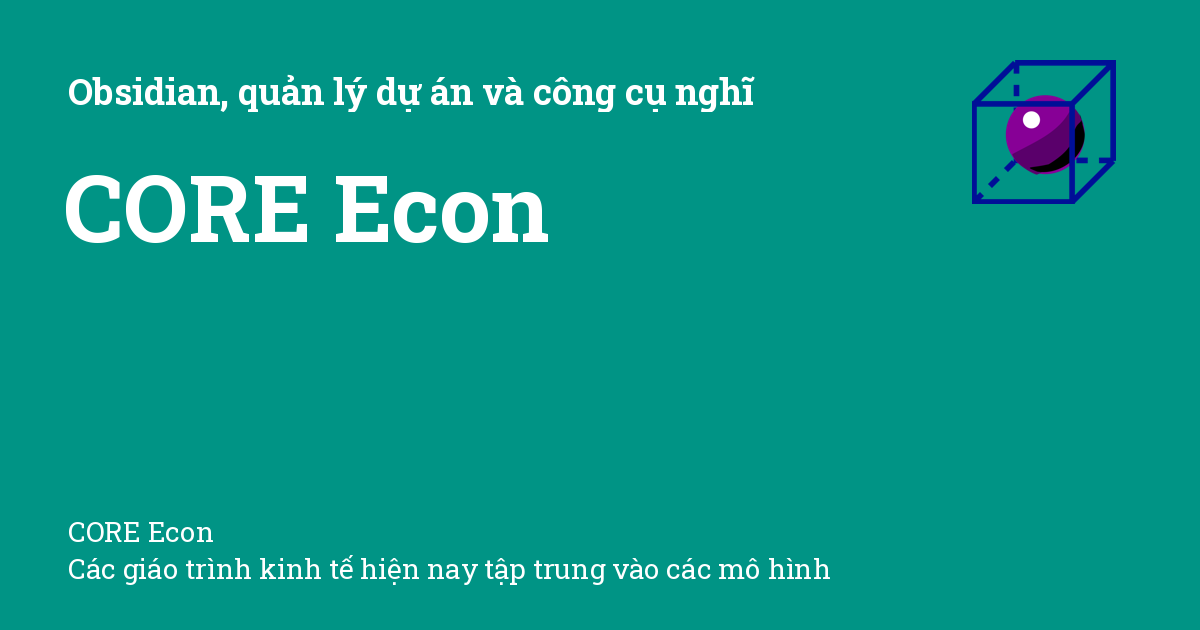 Obsidian, quản lý dự án và công cụ nghĩ
CORE Econ
CORE Econ
Các giáo trình kinh tế hiện nay tập trung vào các mô hình